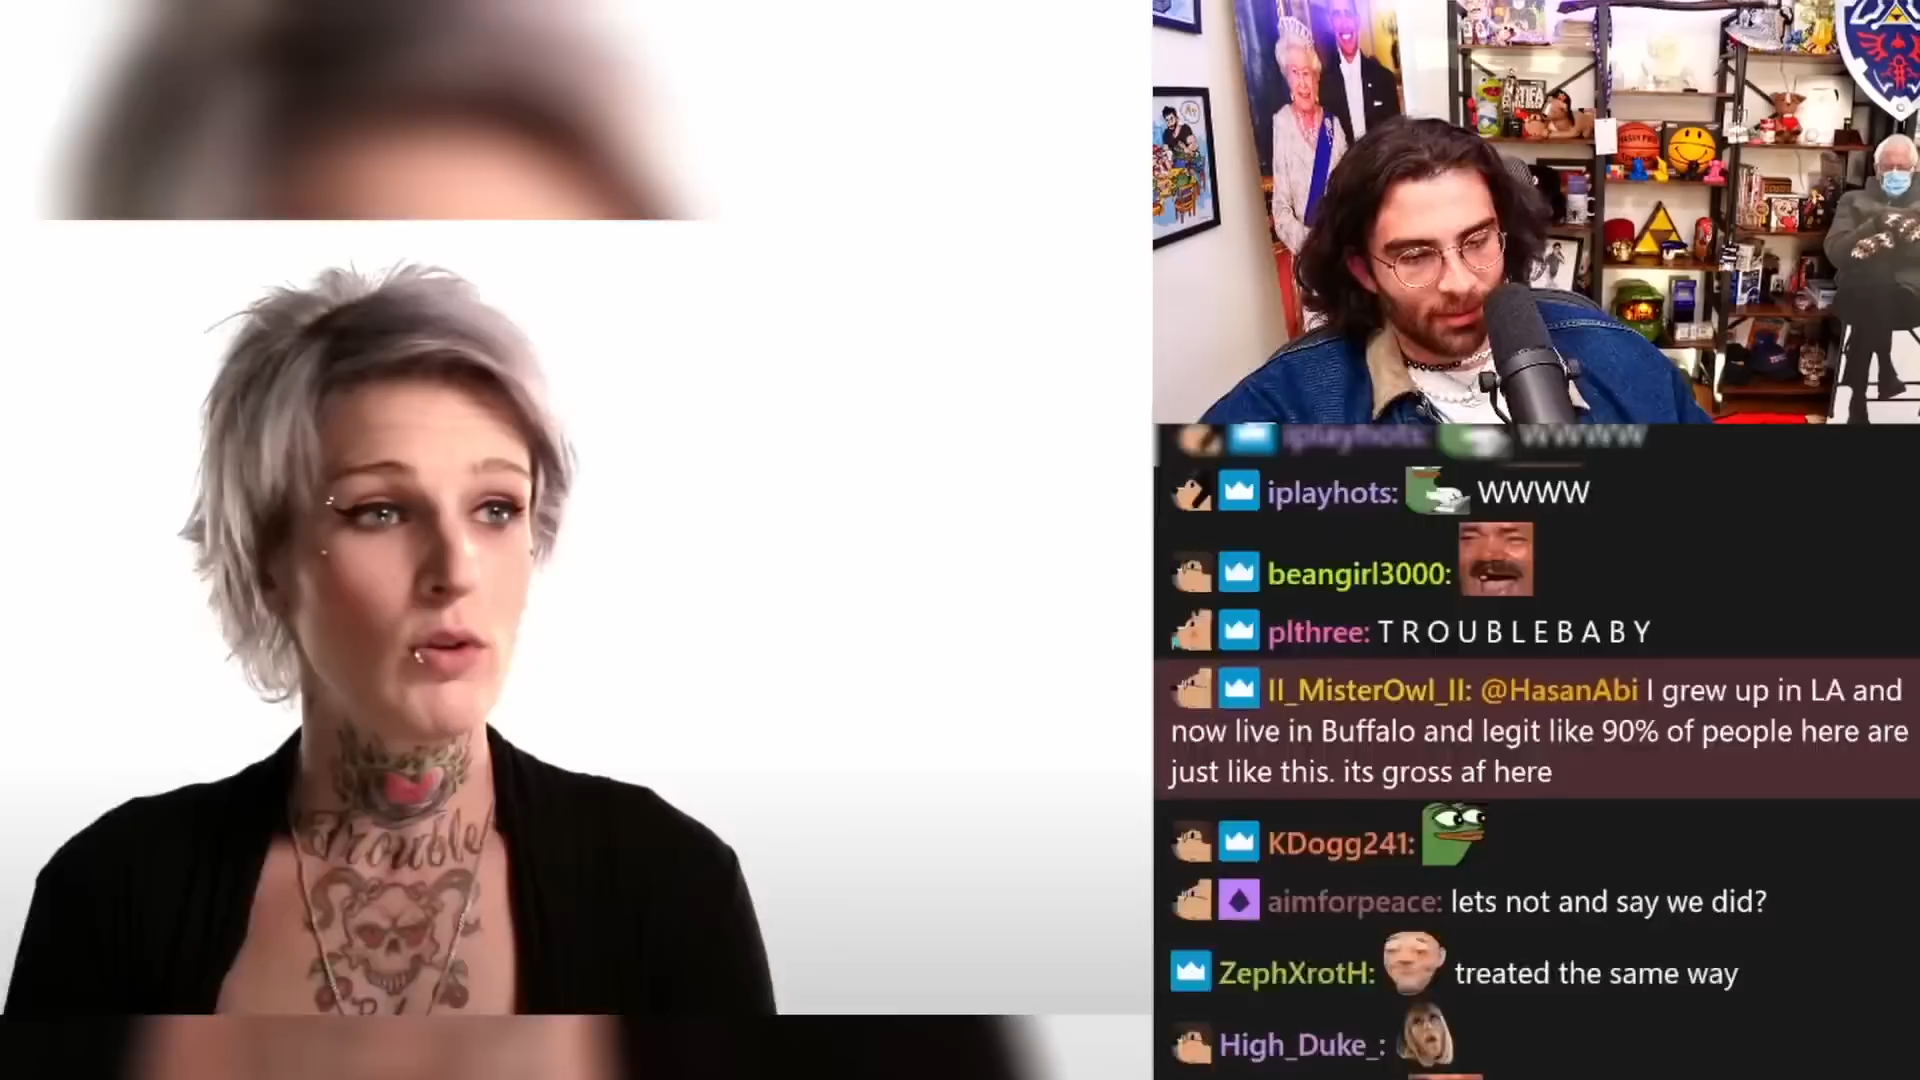 Trouble
iplayhots: WWWW
iplayhots: WWWW
beangirl3000:
plthree: T R O U B L E B A B Y
II_MisterOwl_II: @HasanAbi I grew up in LA and
now live in Buffalo and legit like 90% of people here are
just like this. its gross af here
KDogg241:
aimforpeace: lets not and say we did?
ZephXrotH: treated the same way
High_Duke_: